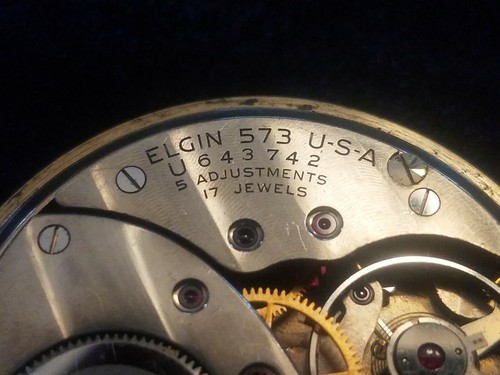 ELGIN 573 U-S-A
U 643742
5 ADJUSTMENTS
17 JEWELS